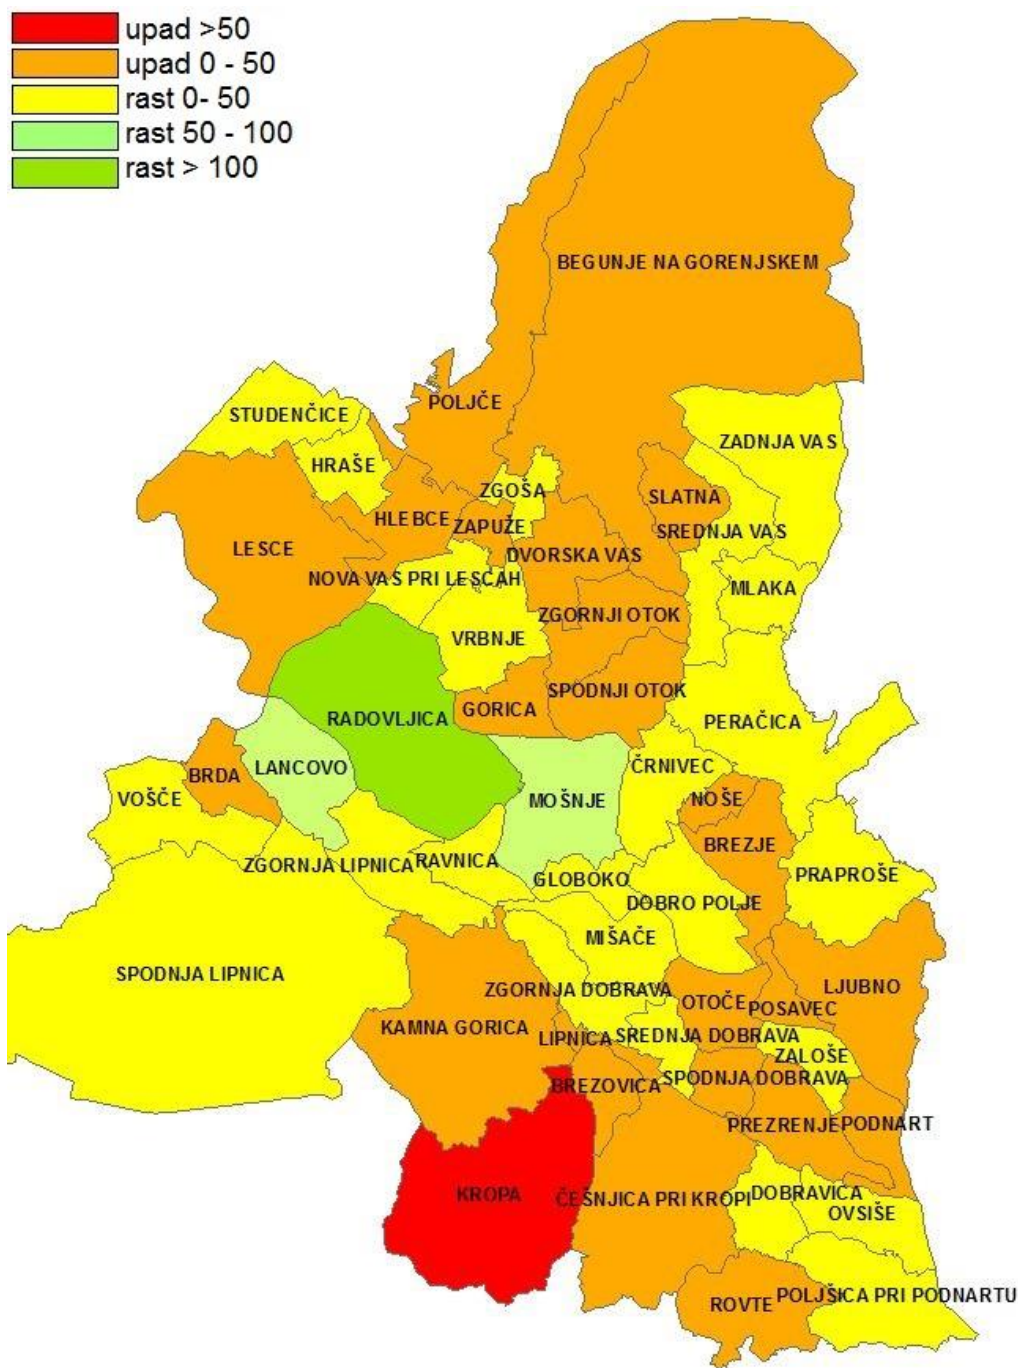 upad >50
upad 0 - 50
rast 0- 50
rast 50 - 100
rast > 100
BEGUNJE NA GORENJSKEM
POLJČE
STUDENČICE
ZADNJA VAS
HRAŠE
ZGOŠA
SLATNA
HLEBCE
ZAPUŽE
SREDNJA VAS
LESCE
DVORSKA VAS
NOVA VAS PRI LESCAH
MLAKA
ZGORNJI OTOK
VRBNJE
SPODNJI OTOK
GORICA
RADOVLJICA
PERAČICA
LANCOVO
ČRNIVEC
BRDA
VOŠČE
MOŠNJE
NOŠE
BREZJE
ZGORNJA LIPNICA
RAVNICA
GLOBOKO
PRAPROŠE
DOBRO POLJE
MIŠAČE
SPODNJA LIPNICA
ZGORNJA DOBRAVA
LJUBNO
OTOČE
POSAVEC
KAMNA GORICA
LIPNICA
SREDNJA DOBRAVA
ZALOŠE
BREZOVICA
SPODNJA DOBRAVA
PREZRENJE
PODNART
KROPA
ČEŠNJICA PRI KROPI
DOBRAVICA
OVSIŠE
POLJŠICA PRI PODNARTU
ROVTE